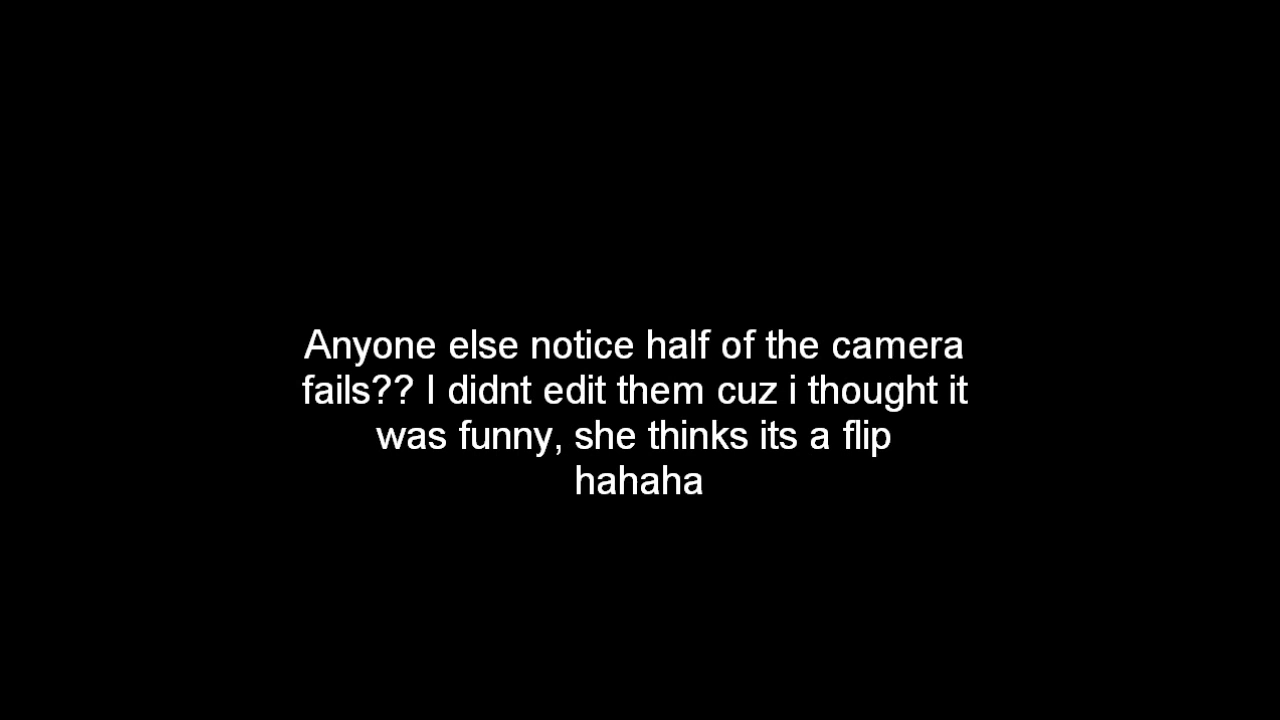 Anyone else notice half of the camera
fails?? I didnt edit them cuz i thought it
was funny, she thinks its a flip
hahaha